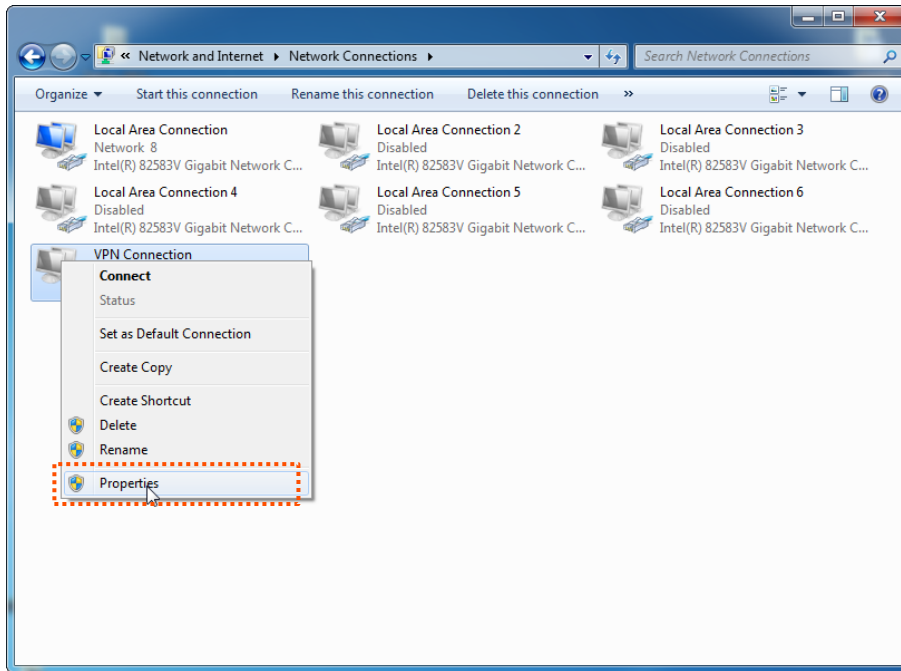 « Network and Internet ▸ Network Connections ▸
Search Network Connections
Organize Start this connection Rename this connection Delete this connection »
Local Area Connection
Network 8
Intel(R) 82583V Gigabit Network C...
Local Area Connection 2
Disabled
Intel(R) 82583V Gigabit Network C...
Local Area Connection 3
Disabled
Intel(R) 82583V Gigabit Network C...
Local Area Connection 4
Disabled
Intel(R) 82583V Gigabit Network C...
Local Area Connection 5
Disabled
Intel(R) 82583V Gigabit Network C...
Local Area Connection 6
Disabled
Intel(R) 82583V Gigabit Network C...
VPN Connection
Connect
Status
Set as Default Connection
Create Copy
Create Shortcut
Delete
Rename
Properties